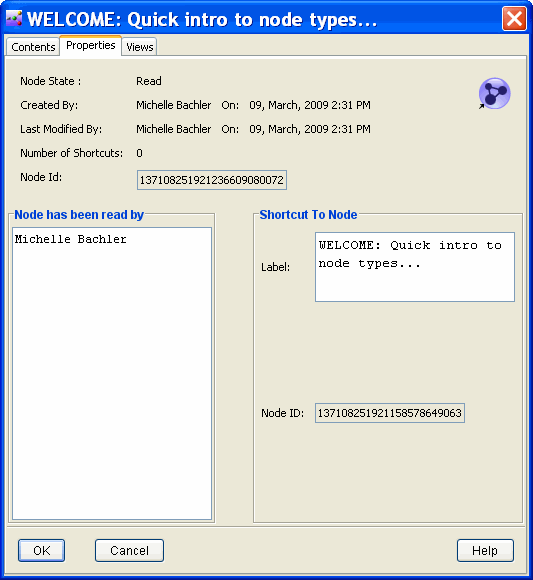 WELCOME: Quick intro to node types...
Contents Properties Views
Node State : Read
Created By: Michelle Bachler On: 09, March, 2009 2:31 PM
Last Modified By: Michelle Bachler On: 09, March, 2009 2:31 PM
Number of Shortcuts: 0
Node Id: 137108251921236609080072
Node has been read by
Michelle Bachler
Shortcut To Node
Label: WELCOME: Quick intro to
node types...
Node ID: 137108251921158578649063
OK Cancel Help